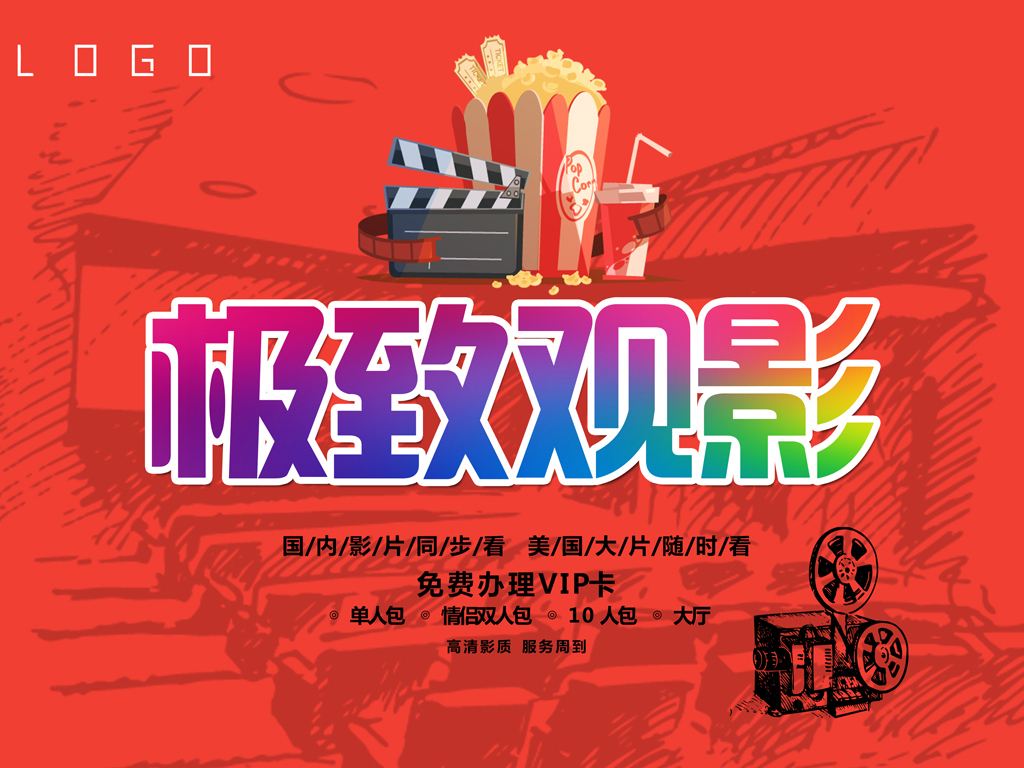 LOGO
TICKET
TICKET
Pop
Corn
极致观影
国/内/影/片/同/步/看 美/国/大/片/随/时/看
免费办理VIP卡
◎ 单人包 ◎ 情侣双人包 ◎ 10 人包 ◎ 大厅
高清影质 服务周到